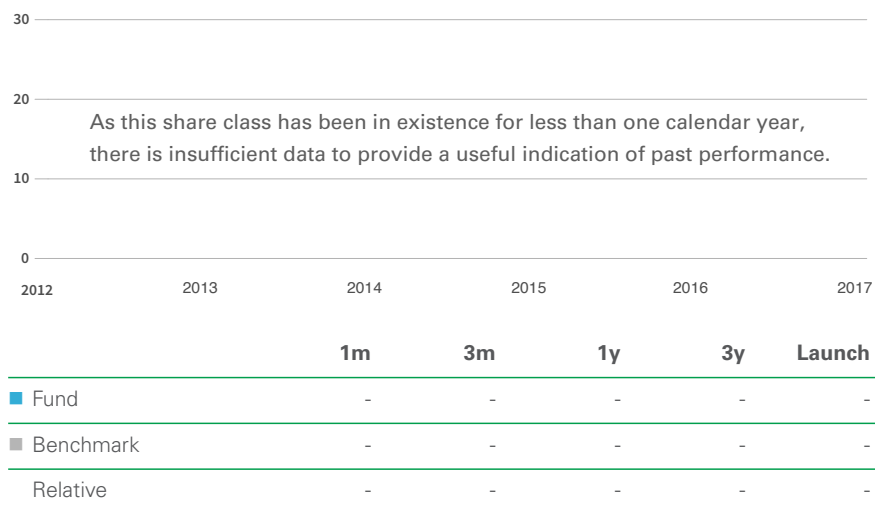 30
20
As this share class has been in existence for less than one calendar year,
there is insufficient data to provide a useful indication of past performance.
10
0
2012 2013 2014 2015 2016 2017
1m 3m 1y 3y Launch
Fund - - - - -
Benchmark - - - - -
Relative - - - - -